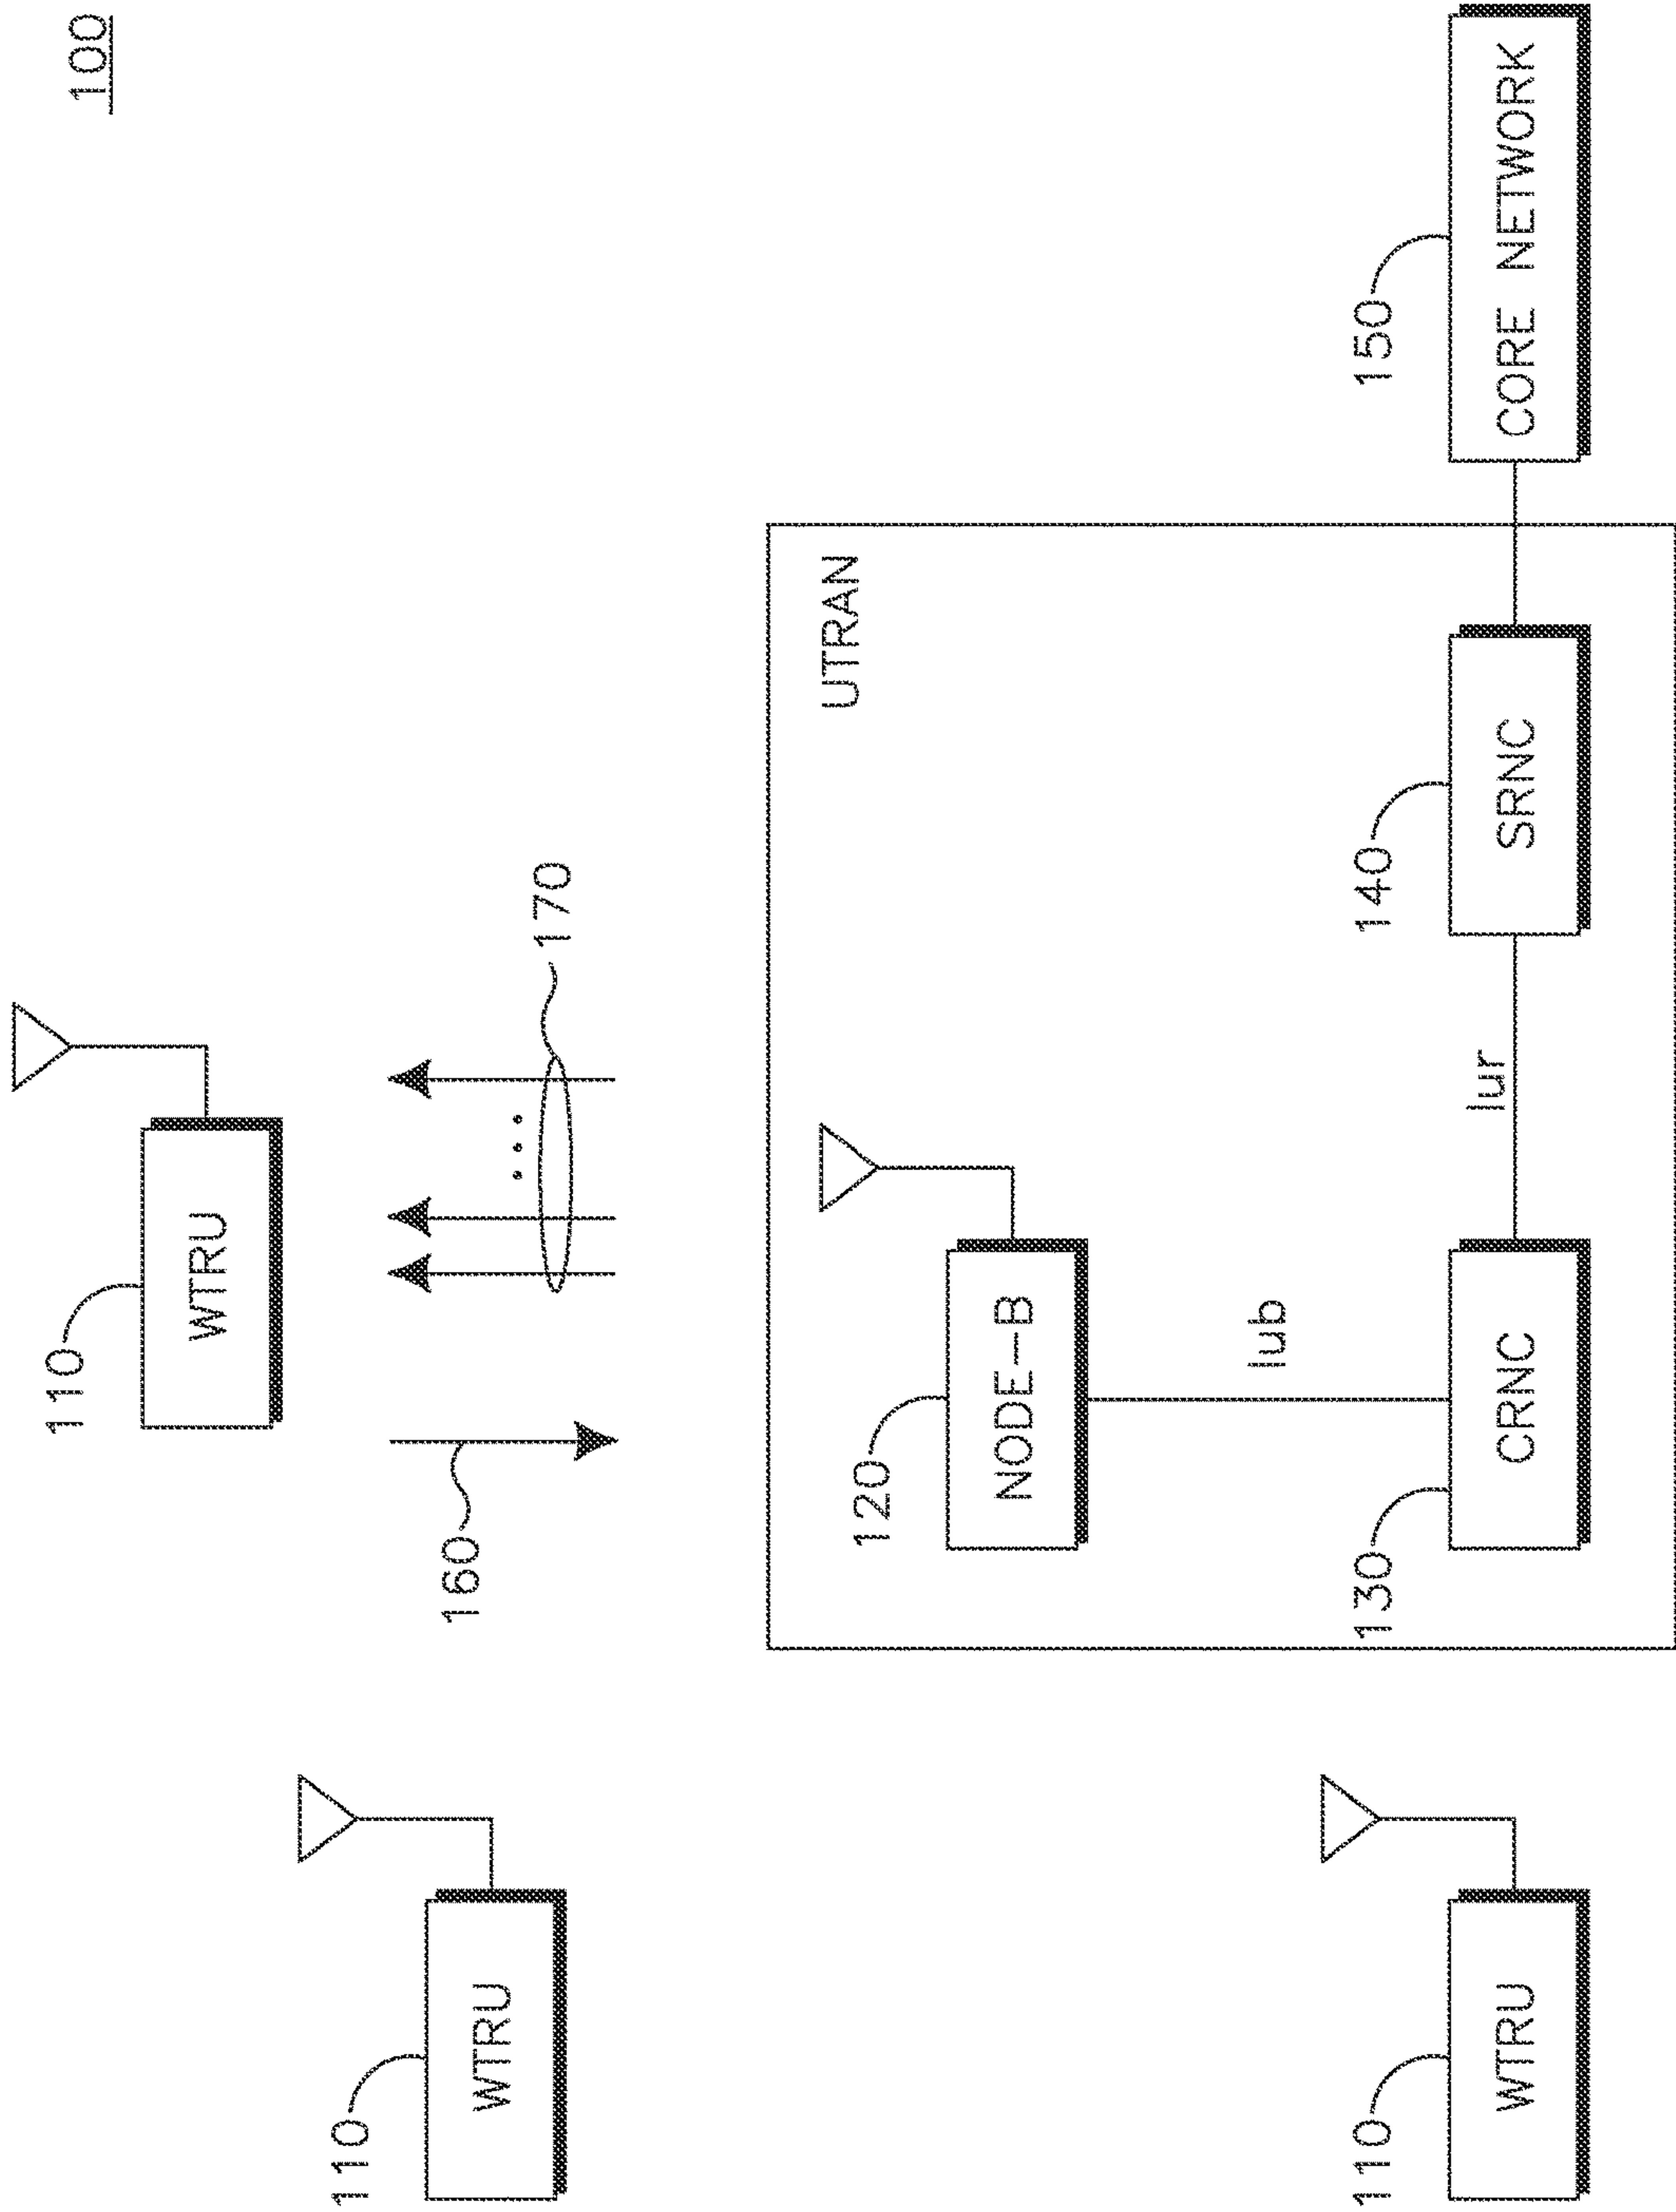 100
110
WTRU
110
WTRU
160
170
UTRAN
120
NODE-B
Iub
130
CRNC
Iur
140
SRNC
150
CORE NETWORK
110
WTRU